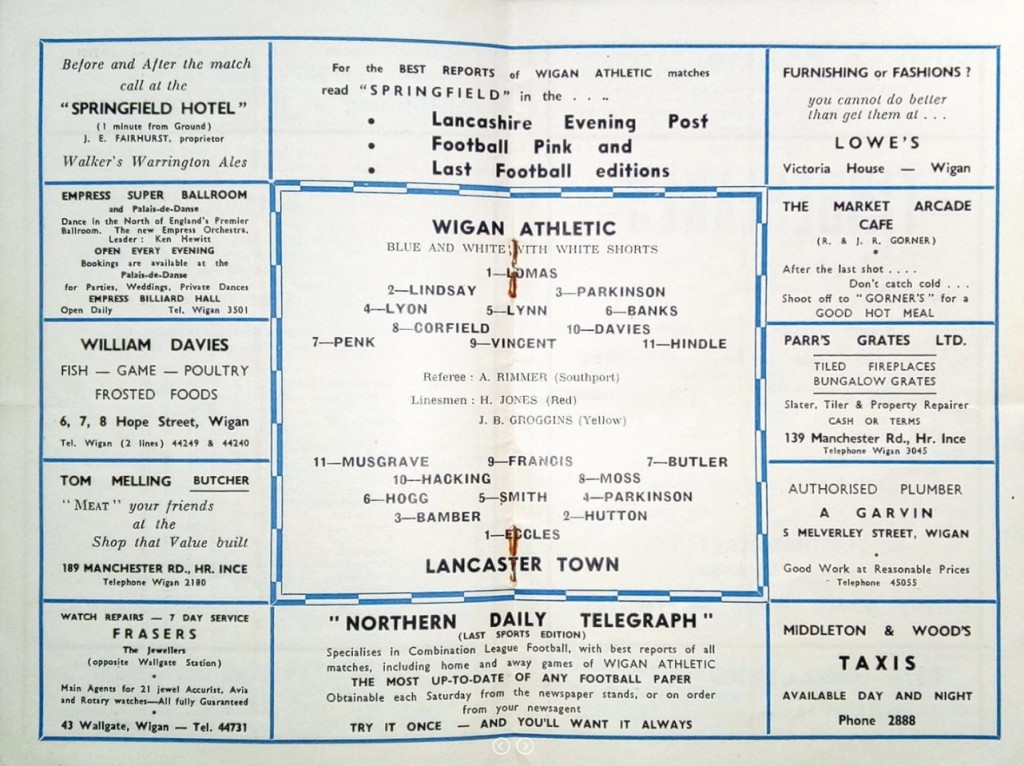 Before and After the match
call at the
"SPRINGFIELD HOTEL"
(1 minute from Ground)
J. E. FAIRHURST, proprietor
Walker's Warrington Ales
EMPRESS SUPER BALLROOM
and Palais-de-Danse
Dance in the North of England's Premier
Ballroom. The new Empress Orchestra.
Leader : Ken Hewitt
OPEN EVERY EVENING
Bookings are available at the
Palais-de-Danse
for Parties, Weddings, Private Dances
EMPRESS BILLIARD HALL
Open Daily Tel. Wigan 3501
WILLIAM DAVIES
FISH — GAME — POULTRY
FROSTED FOODS
6, 7, 8 Hope Street, Wigan
Tel. Wigan (2 lines) 44249 & 44240
TOM MELLING BUTCHER
"MEAT" your friends
at the
Shop that Value built
189 MANCHESTER RD., HR. INCE
Telephone Wigan 2180
WATCH REPAIRS — 7 DAY SERVICE
FRASERS
The Jewellers
(opposite Wallgate Station)
*
Main Agents for 21 jewel Accurist, Avia
and Rotary watches—All fully Guaranteed
*
43 Wallgate, Wigan — Tel. 44731
For the BEST REPORTS of WIGAN ATHLETIC matches
read "SPRINGFIELD" in the . . ..
• Lancashire Evening Post
• Football Pink and
• Last Football editions
WIGAN ATHLETIC
BLUE AND WHITE WITH WHITE SHORTS
1—LOMAS
2—LINDSAY 3—PARKINSON
4—LYON 5—LYNN 6—BANKS
8—CORFIELD 10—DAVIES
7—PENK 9—VINCENT 11—HINDLE
Referee : A. RIMMER (Southport)
Linesmen : H. JONES (Red)
J. B. GROGGINS (Yellow)
11—MUSGRAVE 9—FRANCIS 7—BUTLER
10—HACKING 8—MOSS
6—HOGG 5—SMITH 4—PARKINSON
3—BAMBER 2—HUTTON
1—ECCLES
LANCASTER TOWN
"NORTHERN DAILY TELEGRAPH"
(LAST SPORTS EDITION)
Specialises in Combination League Football, with best reports of all
matches, including home and away games of WIGAN ATHLETIC
THE MOST UP-TO-DATE OF ANY FOOTBALL PAPER
Obtainable each Saturday from the newspaper stands, or on order
from your newsagent
TRY IT ONCE — AND YOU'LL WANT IT ALWAYS
FURNISHING or FASHIONS ?
you cannot do better
than get them at . . .
LOWE'S
Victoria House — Wigan
THE MARKET ARCADE
CAFE
(R. & J. R. GORNER)
*
After the last shot . . . .
Don't catch cold . . .
Shoot off to "GORNER'S" for a
GOOD HOT MEAL
PARR'S GRATES LTD.
TILED FIREPLACES
BUNGALOW GRATES
Slater, Tiler & Property Repairer
CASH OR TERMS
139 Manchester Rd., Hr. Ince
Telephone Wigan 3045
AUTHORISED PLUMBER
A GARVIN
5 MELVERLEY STREET, WIGAN
•
Good Work at Reasonable Prices
Telephone 45055
MIDDLETON & WOOD'S
TAXIS
AVAILABLE DAY AND NIGHT
Phone 2888